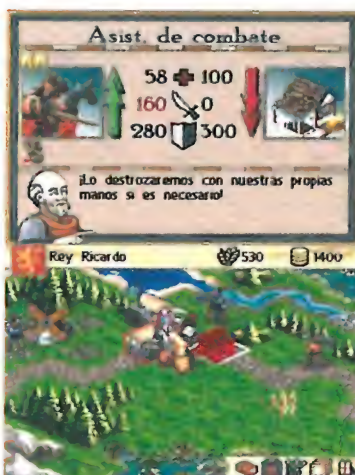 Asist. de combate
58 100
160 0
280 300
¡Lo destrozaremos con nuestras propias
manos si es necesario!
Rey Ricardo 530 1400